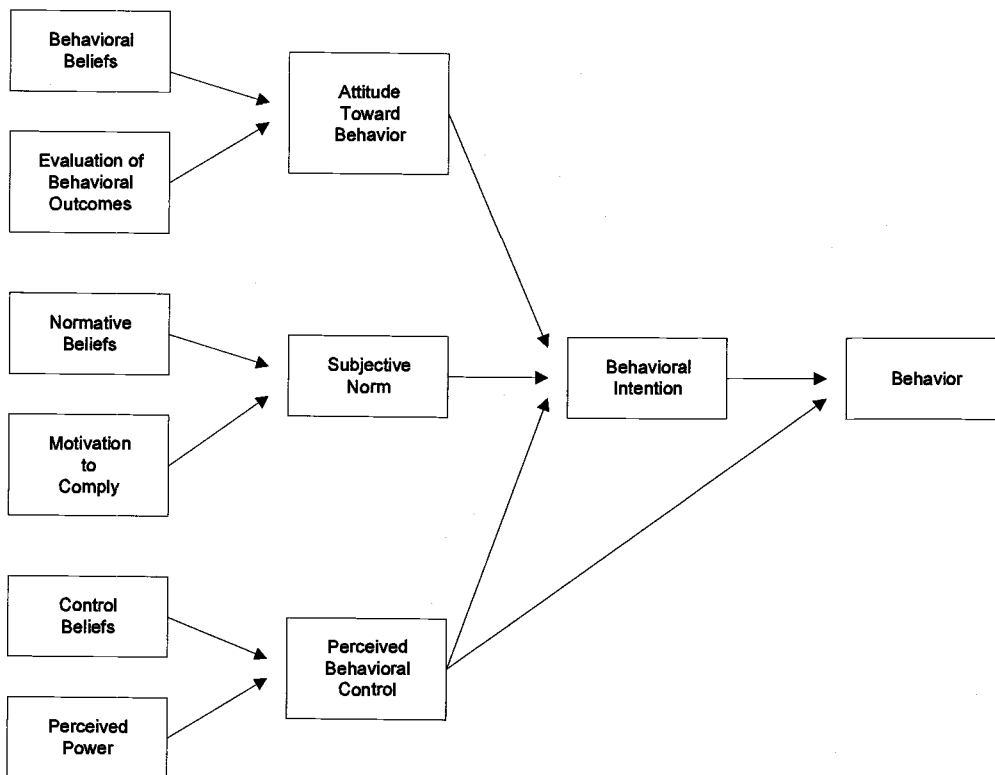 Behavioral
Beliefs
Evaluation of
Behavioral
Outcomes
Attitude
Toward
Behavior
Normative
Beliefs
Motivation
to
Comply
Subjective
Norm
Behavioral
Intention
Behavior
Control
Beliefs
Perceived
Power
Perceived
Behavioral
Control